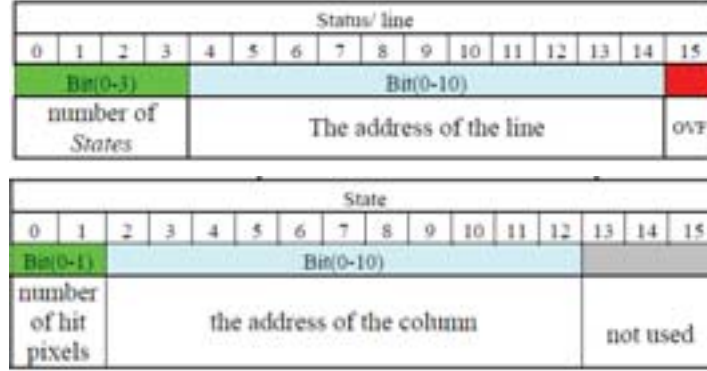 Status/ line
0 1 2 3 4 5 6 7 8 9 10 11 12 13 14 15
Bit(0-3) Bit(0-10)
number of States The address of the line OVF
State
0 1 2 3 4 5 6 7 8 9 10 11 12 13 14 15
Bit(0-1) Bit(0-10)
number of hit pixels the address of the column not used